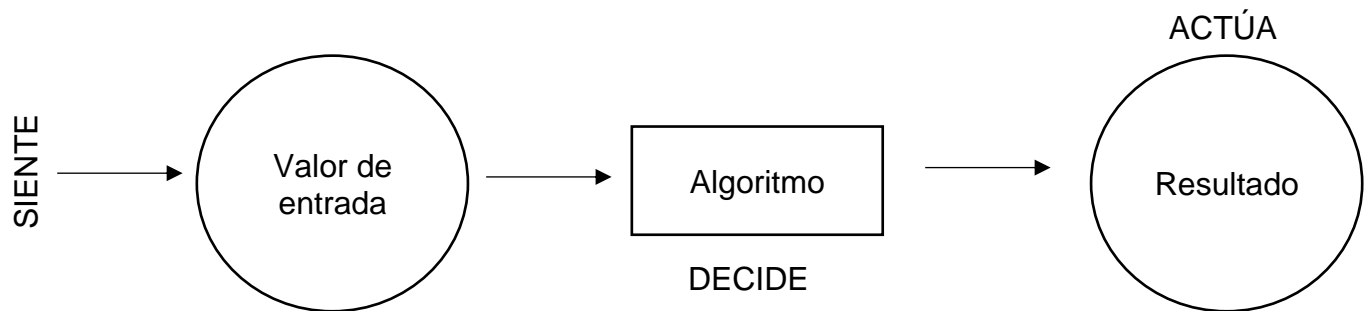 ACTÚA
SIENTE
Valor de
entrada
Algoritmo
Resultado
DECIDE